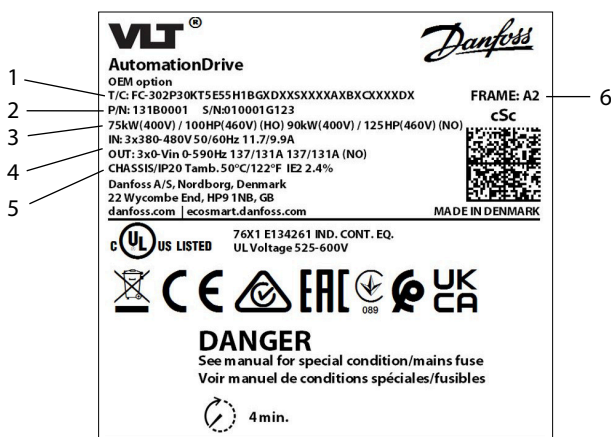 VLT ®
Danfoss
AutomationDrive
OEM option
1
T/C: FC-302P30KT5E55H1BGXDXXSXXXXAXBXCXXXXDX
FRAME: A2
6
2
P/N: 131B0001 S/N:010001G123
cSc
3
75kW(400V) / 100HP(460V) (HO) 90kW(400V) / 125HP(460V) (NO)
IN: 3x380-480V 50/60Hz 11.7/9.9A
4
OUT: 3x0-Vin 0-590Hz 137/131A 137/131A (NO)
5
CHASSIS/IP20 Tamb. 50°C/122°F IE2 2.4%
Danfoss A/S, Nordborg, Denmark
22 Wycombe End, HP9 1NB, GB
danfoss.com | ecosmart.danfoss.com
MADE IN DENMARK
c UL US LISTED
76X1 E134261 IND. CONT. EQ.
UL Voltage 525-600V
CE EAC 089 UK CA
DANGER
See manual for special condition/mains fuse
Voir manuel de conditions spéciales/fusibles
4 min.